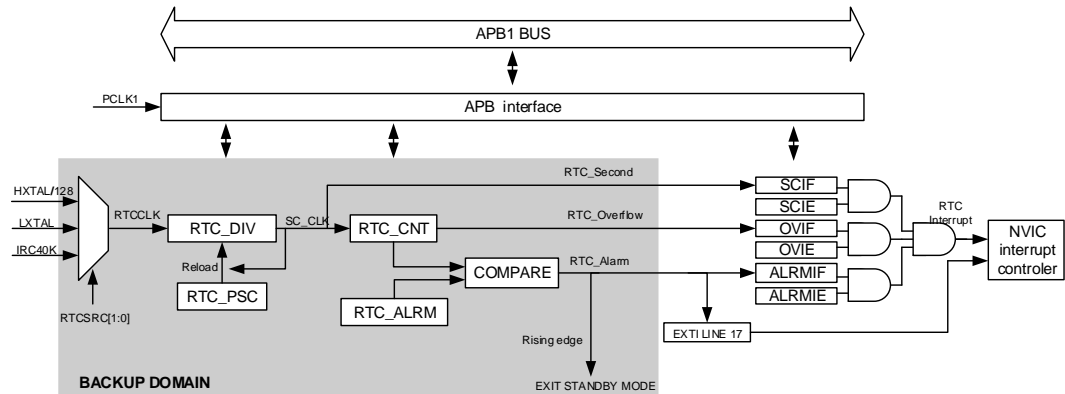 APB1 BUS
PCLK1
APB interface
HXTAL/128
LXTAL
IRC40K
RTCSRC[1:0]
RTCCLK
RTC_DIV
SC_CLK
Reload
RTC_PSC
RTC_CNT
RTC_ALRM
COMPARE
RTC_Second
RTC_Overflow
RTC_Alarm
Rising edge
EXIT STANDBY MODE
BACKUP DOMAIN
SCIF
SCIE
OVIF
OVIE
ALRMIF
ALRMIE
EXTI LINE 17
RTC
Interrupt
NVIC
interrupt
controler